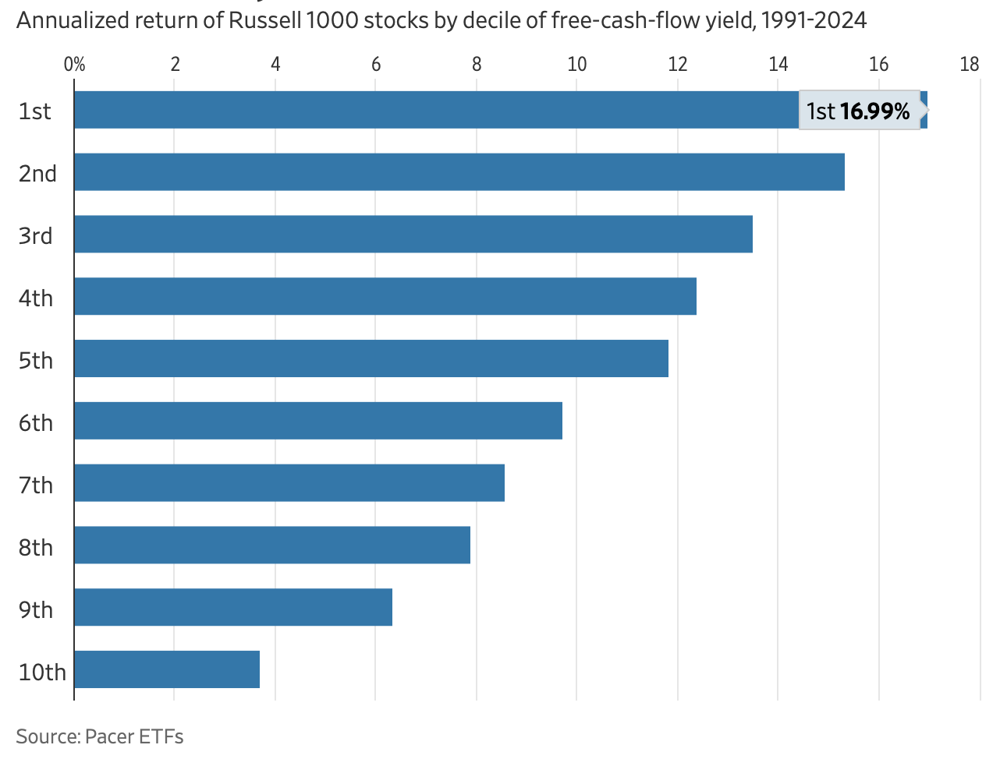 Annualized return of Russell 1000 stocks by decile of free-cash-flow yield, 1991-2024
0% 2 4 6 8 10 12 14 16 18
1st 1st 16.99%
2nd
3rd
4th
5th
6th
7th
8th
9th
10th
Source: Pacer ETFs